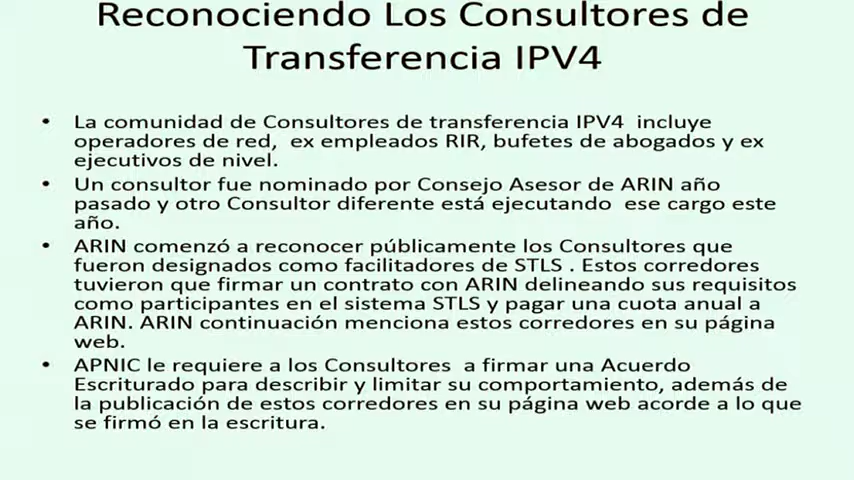 Reconociendo Los Consultores de
Transferencia IPV4
• La comunidad de Consultores de transferencia IPV4 incluye
operadores de red, ex empleados RIR, bufetes de abogados y ex
ejecutivos de nivel.
• Un consultor fue nominado por Consejo Asesor de ARIN año
pasado y otro Consultor diferente está ejecutando ese cargo este
año.
• ARIN comenzó a reconocer públicamente los Consultores que
fueron designados como facilitadores de STLS . Estos corredores
tuvieron que firmar un contrato con ARIN delineando sus requisitos
como participantes en el sistema STLS y pagar una cuota anual a
ARIN. ARIN continuación menciona estos corredores en su página
web.
• APNIC le requiere a los Consultores a firmar una Acuerdo
Escriturado para describir y limitar su comportamiento, además de
la publicación de estos corredores en su página web acorde a lo que
se firmó en la escritura.